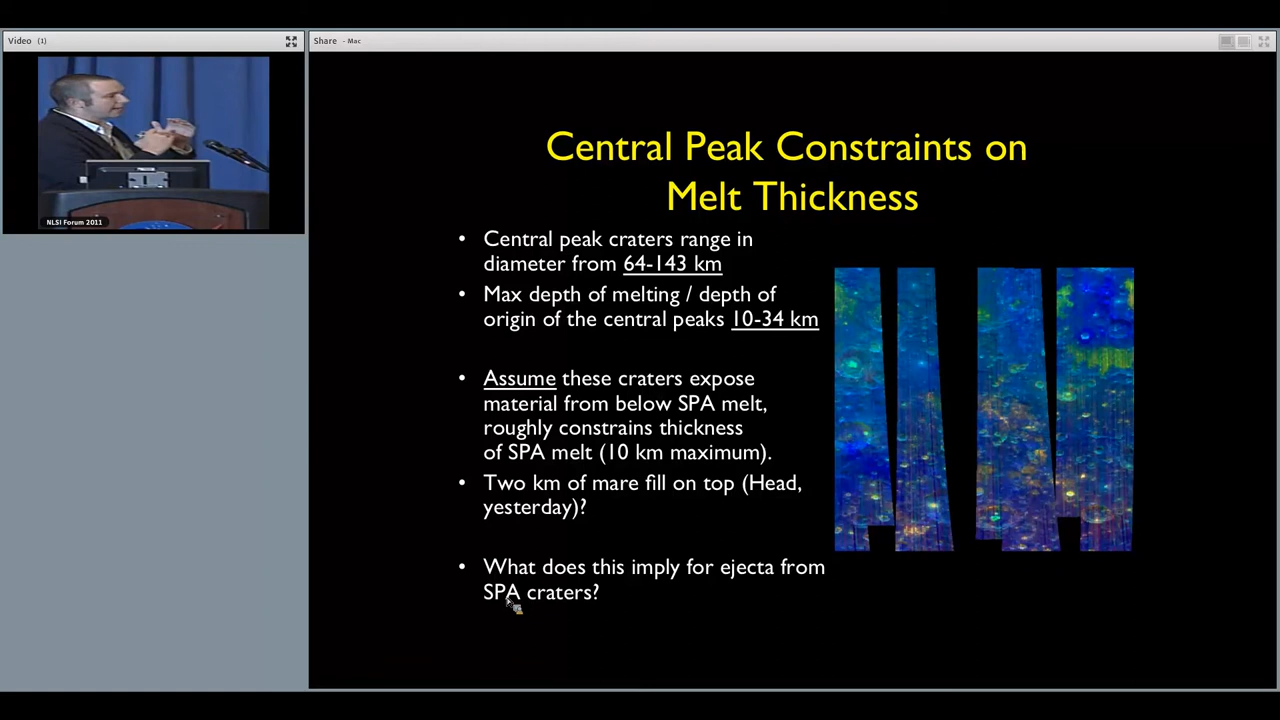 Video (1)
Share - Mac
NLSI Forum 2011
Central Peak Constraints on
Melt Thickness
• Central peak craters range in
diameter from 64-143 km
• Max depth of melting / depth of
origin of the central peaks 10-34 km
• Assume these craters expose
material from below SPA melt,
roughly constrains thickness
of SPA melt (10 km maximum).
• Two km of mare fill on top (Head,
yesterday)?
• What does this imply for ejecta from
SPA craters?